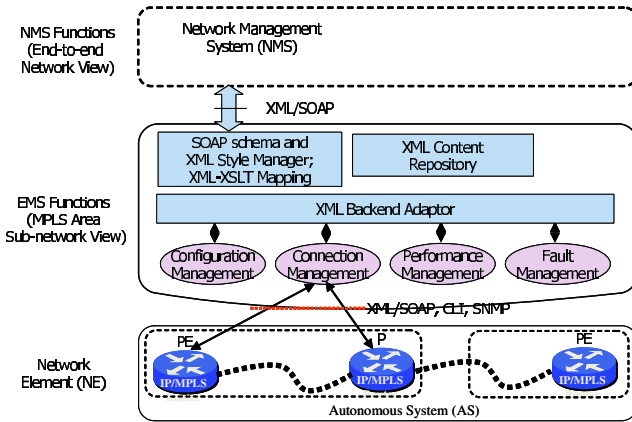 NMS Functions
(End-to-end
Network View)
Network Management
System (NMS)
XML/SOAP
SOAP schema and
XML Style Manager;
XML-XSLT Mapping
XML Content
Repository
EMS Functions
(MPLS Area
Sub-network View)
XML Backend Adaptor
Configuration
Management
Connection
Management
Performance
Management
Fault
Management
XML/SOAP, CLI, SNMP
Network
Element (NE)
PE
P
PE
IP/MPLS
IP/MPLS
IP/MPLS
Autonomous System (AS)